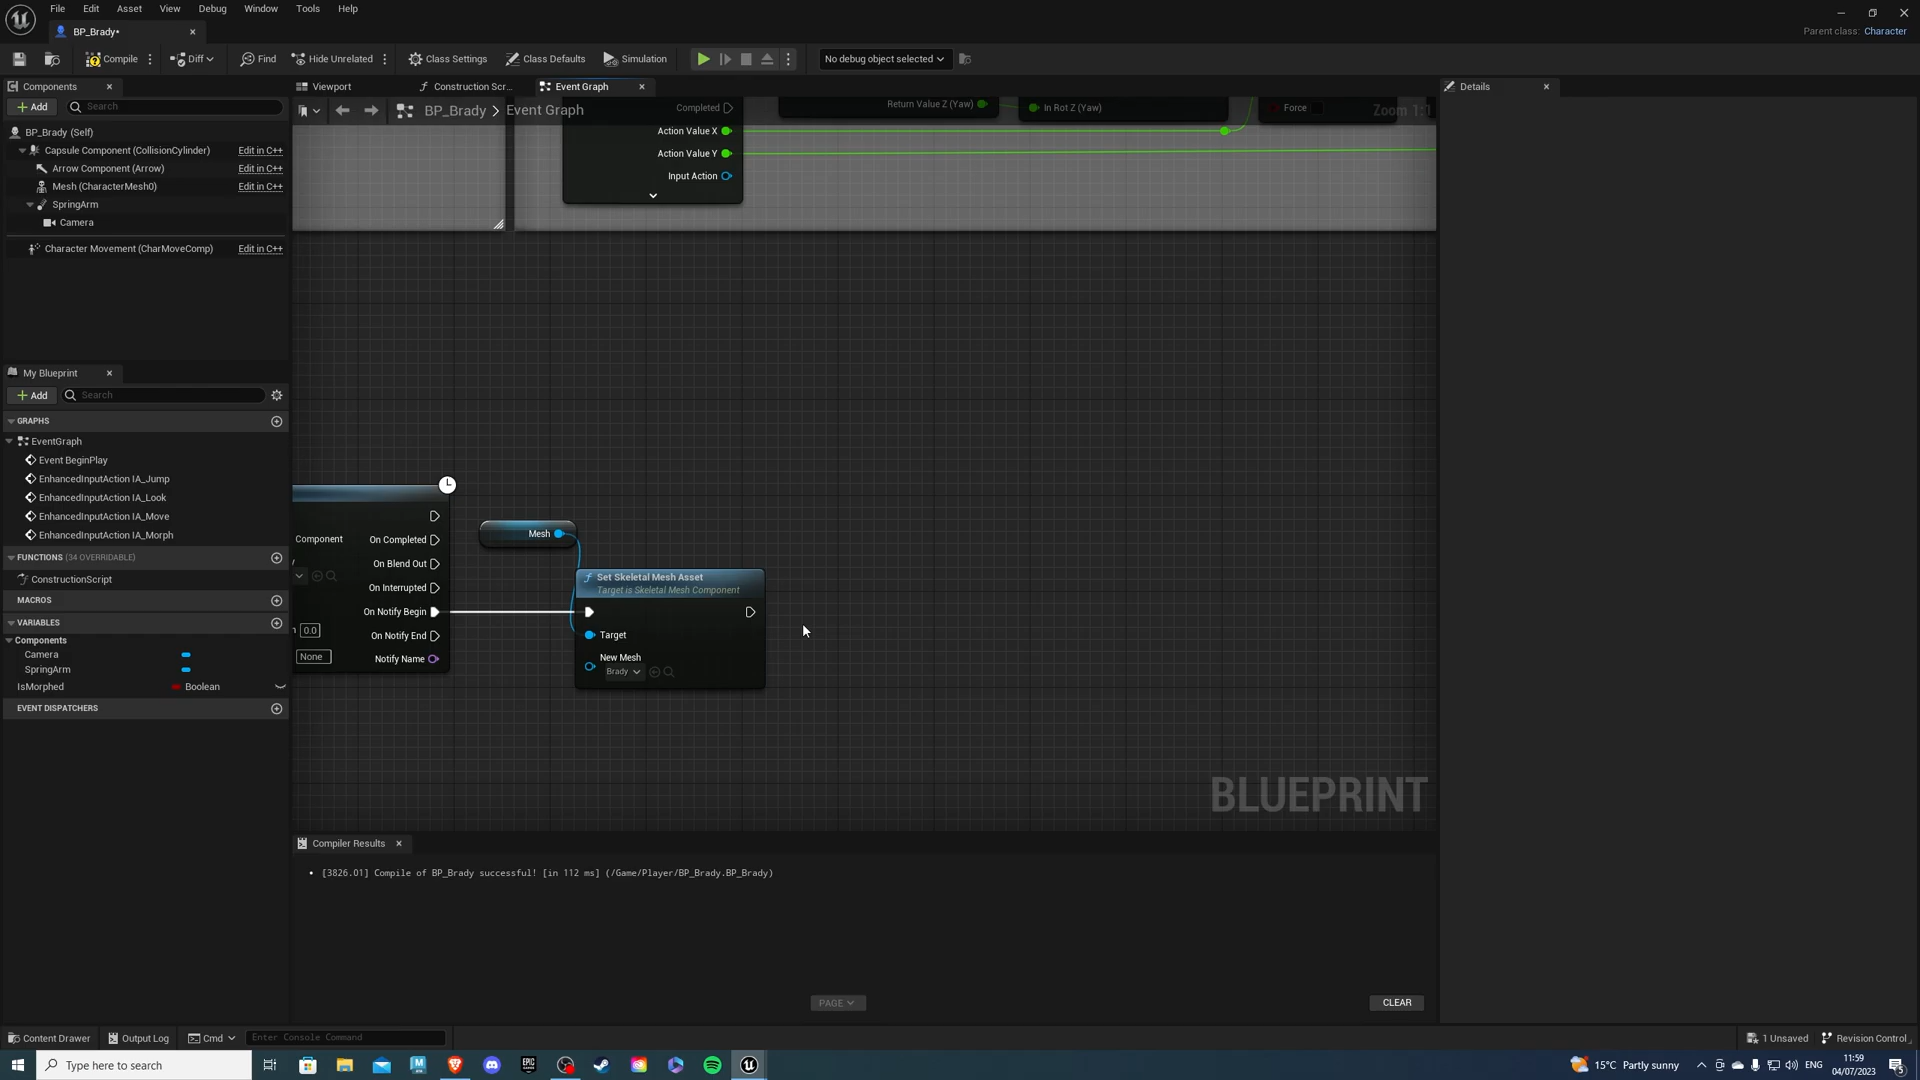 File Edit Asset View Debug Window Tools Help
BP_Brady*
Parent class: Character
Compile Diff Find Hide Unrelated Class Settings Class Defaults Simulation No debug object selected
Components
Add Search
BP_Brady (Self)
Capsule Component (CollisionCylinder) Edit in C++
Arrow Component (Arrow) Edit in C++
Mesh (CharacterMesh0) Edit in C++
SpringArm
Camera
Character Movement (CharMoveComp) Edit in C++
My Blueprint
Add Search
GRAPHS
EventGraph
Event BeginPlay
EnhancedInputAction IA_Jump
EnhancedInputAction IA_Look
EnhancedInputAction IA_Move
EnhancedInputAction IA_Morph
FUNCTIONS (34 OVERRIDABLE)
ConstructionScript
MACROS
VARIABLES
Components
Camera
SpringArm
IsMorphed Boolean
EVENT DISPATCHERS
Viewport Construction Scr... Event Graph
BP_Brady > Event Graph
Zoom 1:1
Completed
Action Value X
Action Value Y
Input Action
Return Value Z (Yaw)
In Rot Z (Yaw)
Force
Component
On Completed
On Blend Out
On Interrupted
On Notify Begin
0.0 On Notify End
None Notify Name
Mesh
Set Skeletal Mesh Asset
Target is Skeletal Mesh Component
Target
New Mesh
Brady
BLUEPRINT
Compiler Results
[3826.01] Compile of BP_Brady successful! [in 112 ms] (/Game/Player/BP_Brady.BP_Brady)
PAGE
CLEAR
Details
Content Drawer Output Log Cmd Enter Console Command
1 Unsaved Revision Control
Type here to search
15°C Partly sunny
ENG
11:59
04/07/2023